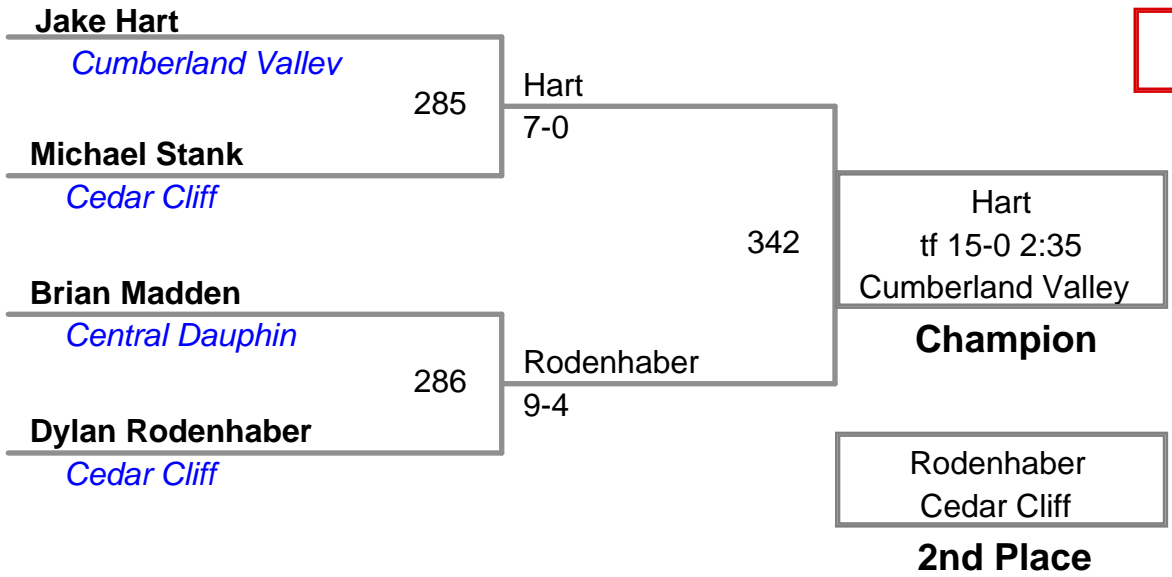 Jake Hart
Cumberland Valley
285
Hart
7-0
Michael Stank
Cedar Cliff
342
Hart
tf 15-0 2:35
Cumberland Valley
Champion
Brian Madden
Central Dauphin
286
Rodenhaber
9-4
Dylan Rodenhaber
Cedar Cliff
Rodenhaber
Cedar Cliff
2nd Place